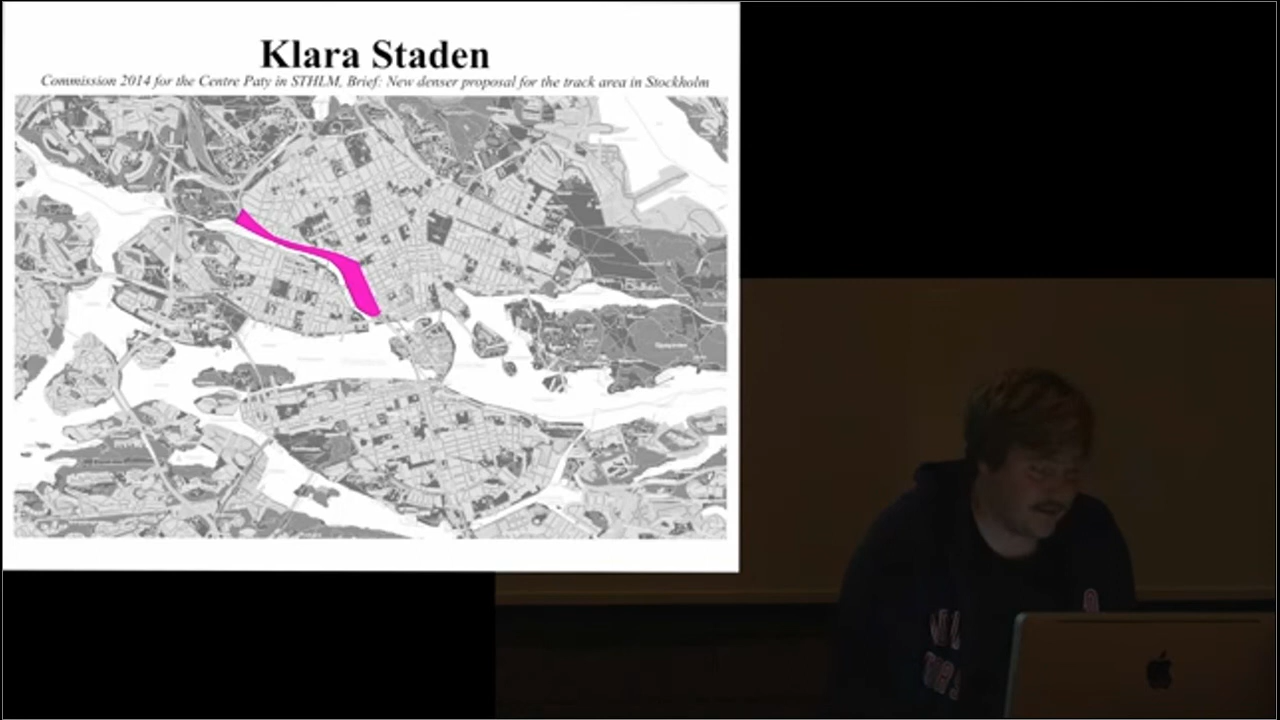 Klara Staden
Commission 2014 for the Centre Paty in STHLM, Brief: New denser proposal for the track area in Stockholm